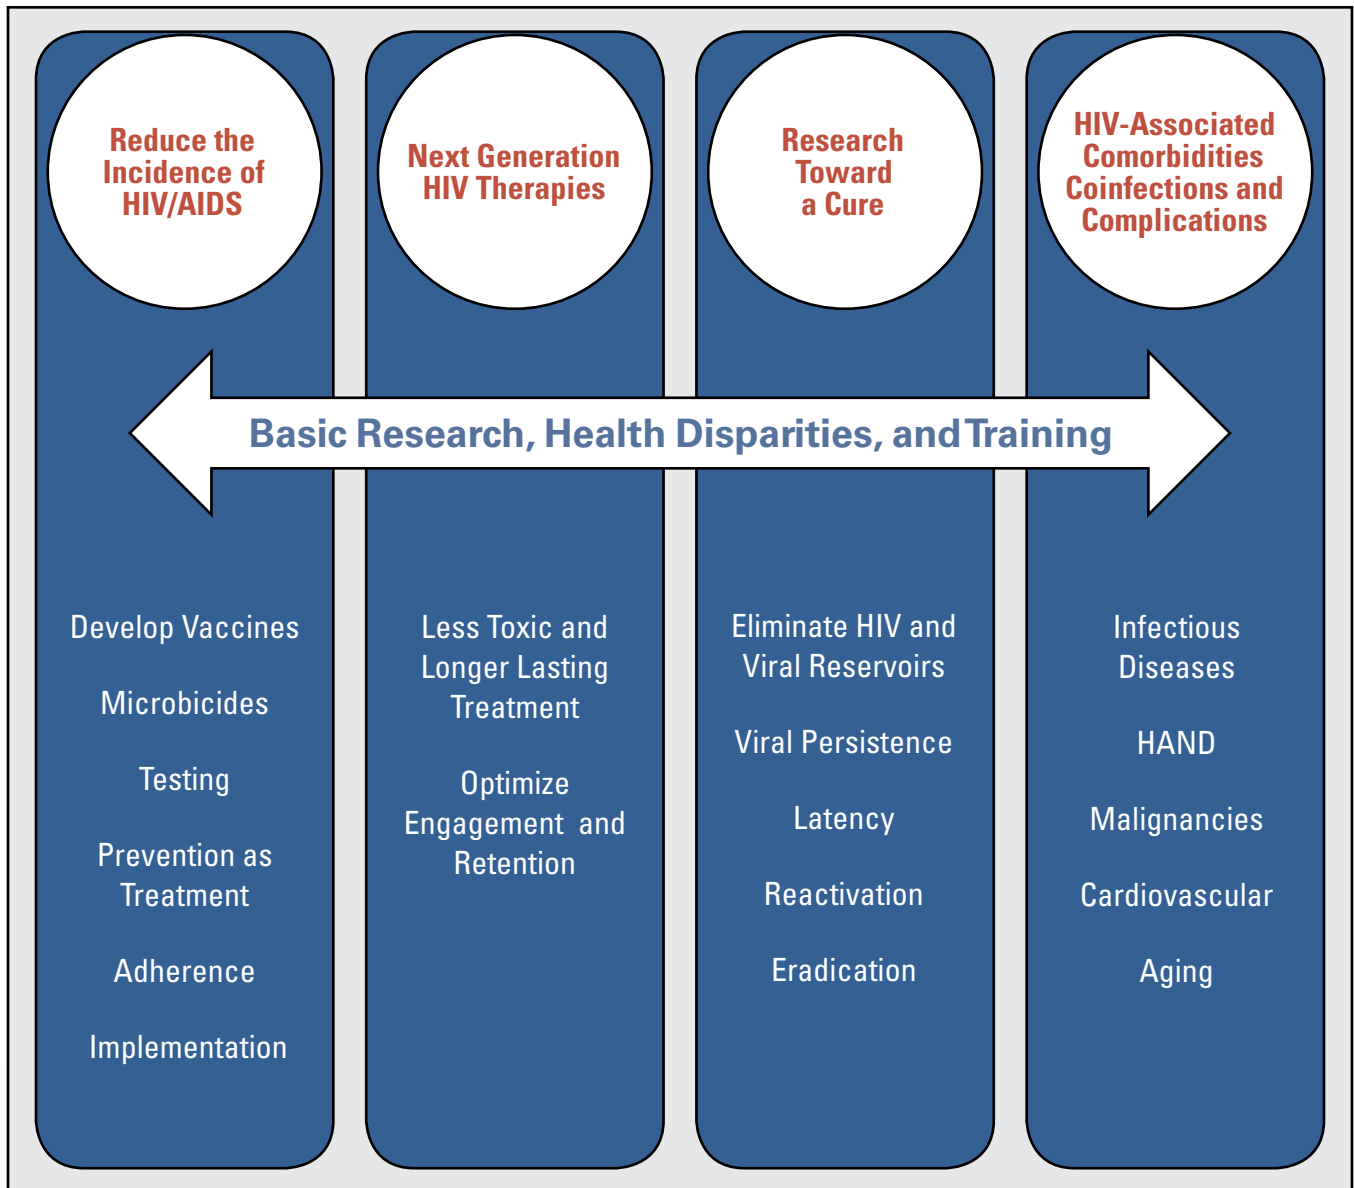 Reduce the
Incidence of
HIV/AIDS
Next Generation
HIV Therapies
Research
Toward
a Cure
HIV-Associated
Comorbidities
Coinfections and
Complications
Basic Research, Health Disparities, and Training
Develop Vaccines
Microbicides
Testing
Prevention as
Treatment
Adherence
Implementation
Less Toxic and
Longer Lasting
Treatment
Optimize
Engagement and
Retention
Eliminate HIV and
Viral Reservoirs
Viral Persistence
Latency
Reactivation
Eradication
Infectious
Diseases
HAND
Malignancies
Cardiovascular
Aging